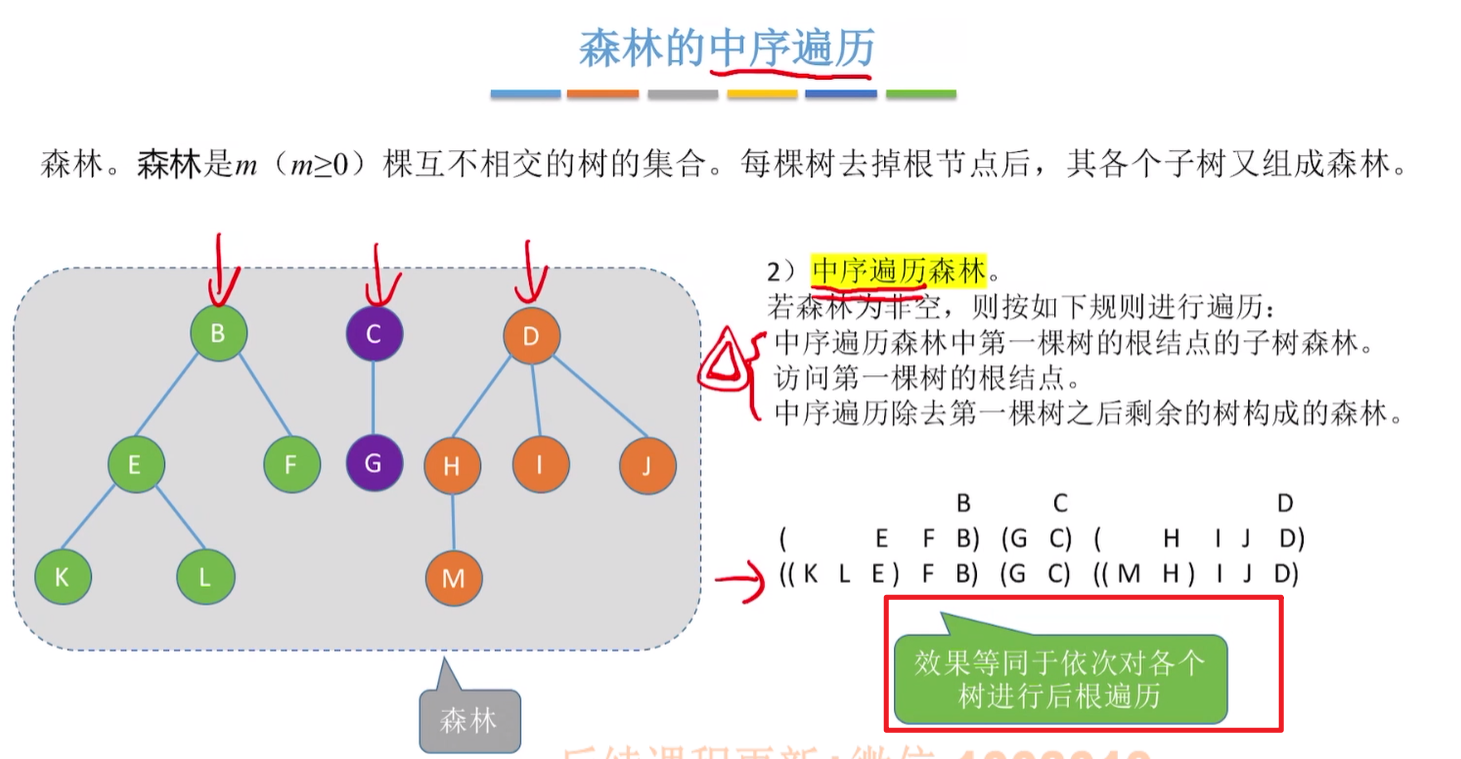 森林的中序遍历
森林。森林是m（m≥0）棵互不相交的树的集合。每棵树去掉根节点后，其各个子树又组成森林。
B C D
E F G H I J
K L M
森林
2）中序遍历森林。
若森林为非空，则按如下规则进行遍历：
中序遍历森林中第一棵树的根结点的子树森林。
访问第一棵树的根结点。
中序遍历除去第一棵树之后剩余的树构成的森林。
B C D
( E F B) (G C) ( H I J D)
((K L E) F B) (G C) ((M H) I J D)
效果等同于依次对各个
树进行后根遍历